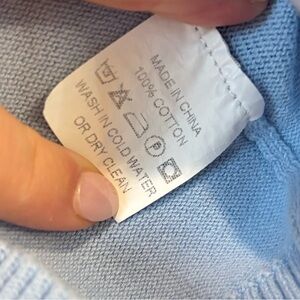 MADE IN CHINA
100% COTTON
WASH IN COLD WATER
OR DRY CLEAN